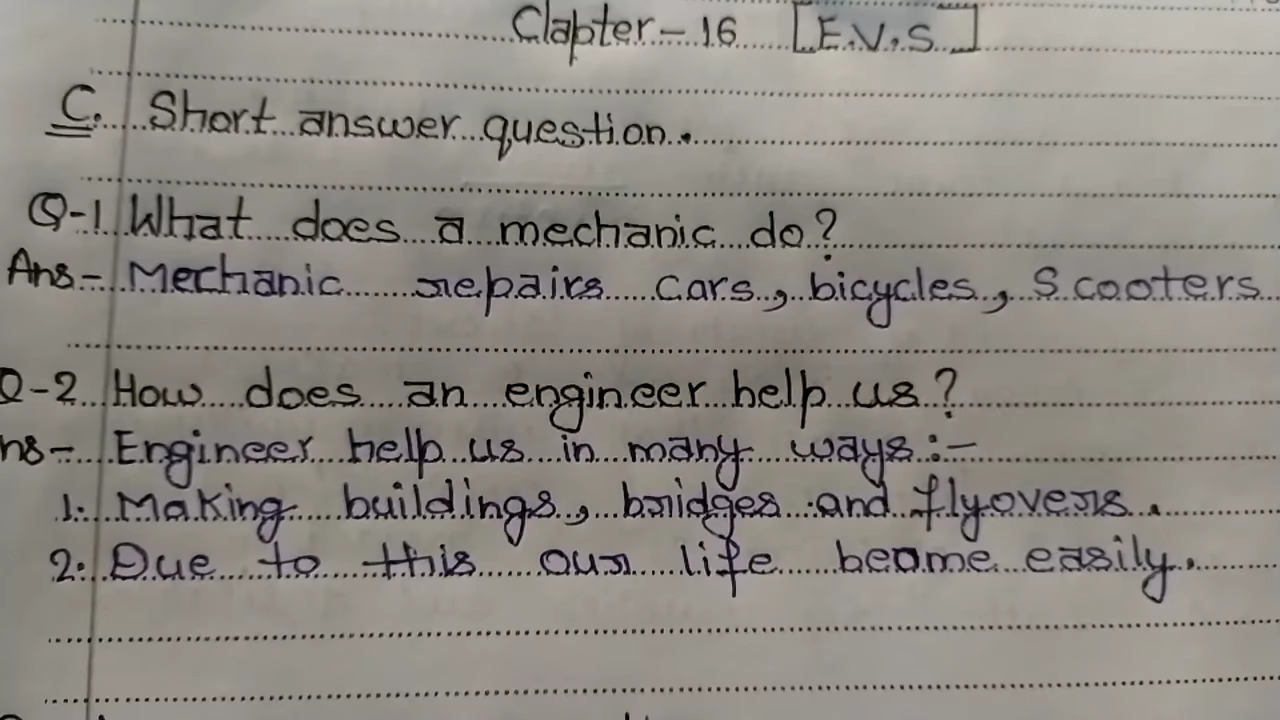 Clapter - 16 [E.V.S.]
C. Short answer question.
Q-1 What does a mechanic do?
Ans - Mechanic repairs cars, bicycles, Scooters
Q-2 How does an engineer help us?
ns - Engineer help us in many ways :-
1. Making buildings, bridges and flyovers.
2. Due to this our life beame easily.